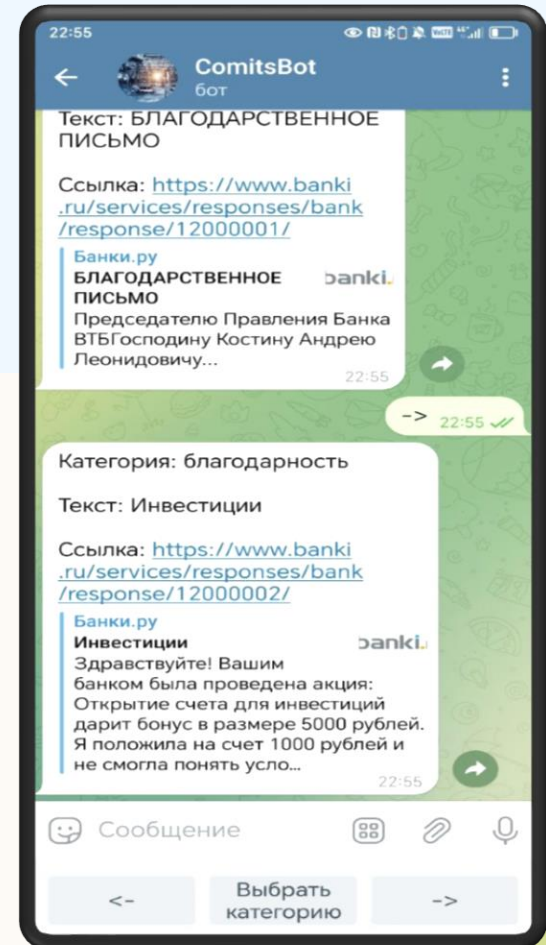 22:55
ComitsBot
бот
Текст: БЛАГОДАРСТВЕННОЕ
ПИСЬМО
Ссылка: https://www.banki
.ru/services/responses/bank
/response/12000001/
Банки.ру
БЛАГОДАРСТВЕННОЕ banki.
ПИСЬМО
Председателю Правления Банка
ВТБГосподину Костину Андрею
Леонидовичу...
22:55
-> 22:55
Категория: благодарность
Текст: Инвестиции
Ссылка: https://www.banki
.ru/services/responses/bank
/response/12000002/
Банки.ру
Инвестиции banki.
Здравствуйте! Вашим
банком была проведена акция:
Открытие счета для инвестиций
дарит бонус в размере 5000 рублей.
Я положила на счет 1000 рублей и
не смогла понять усло...
22:55
Сообщение
<- Выбрать ->
категорию